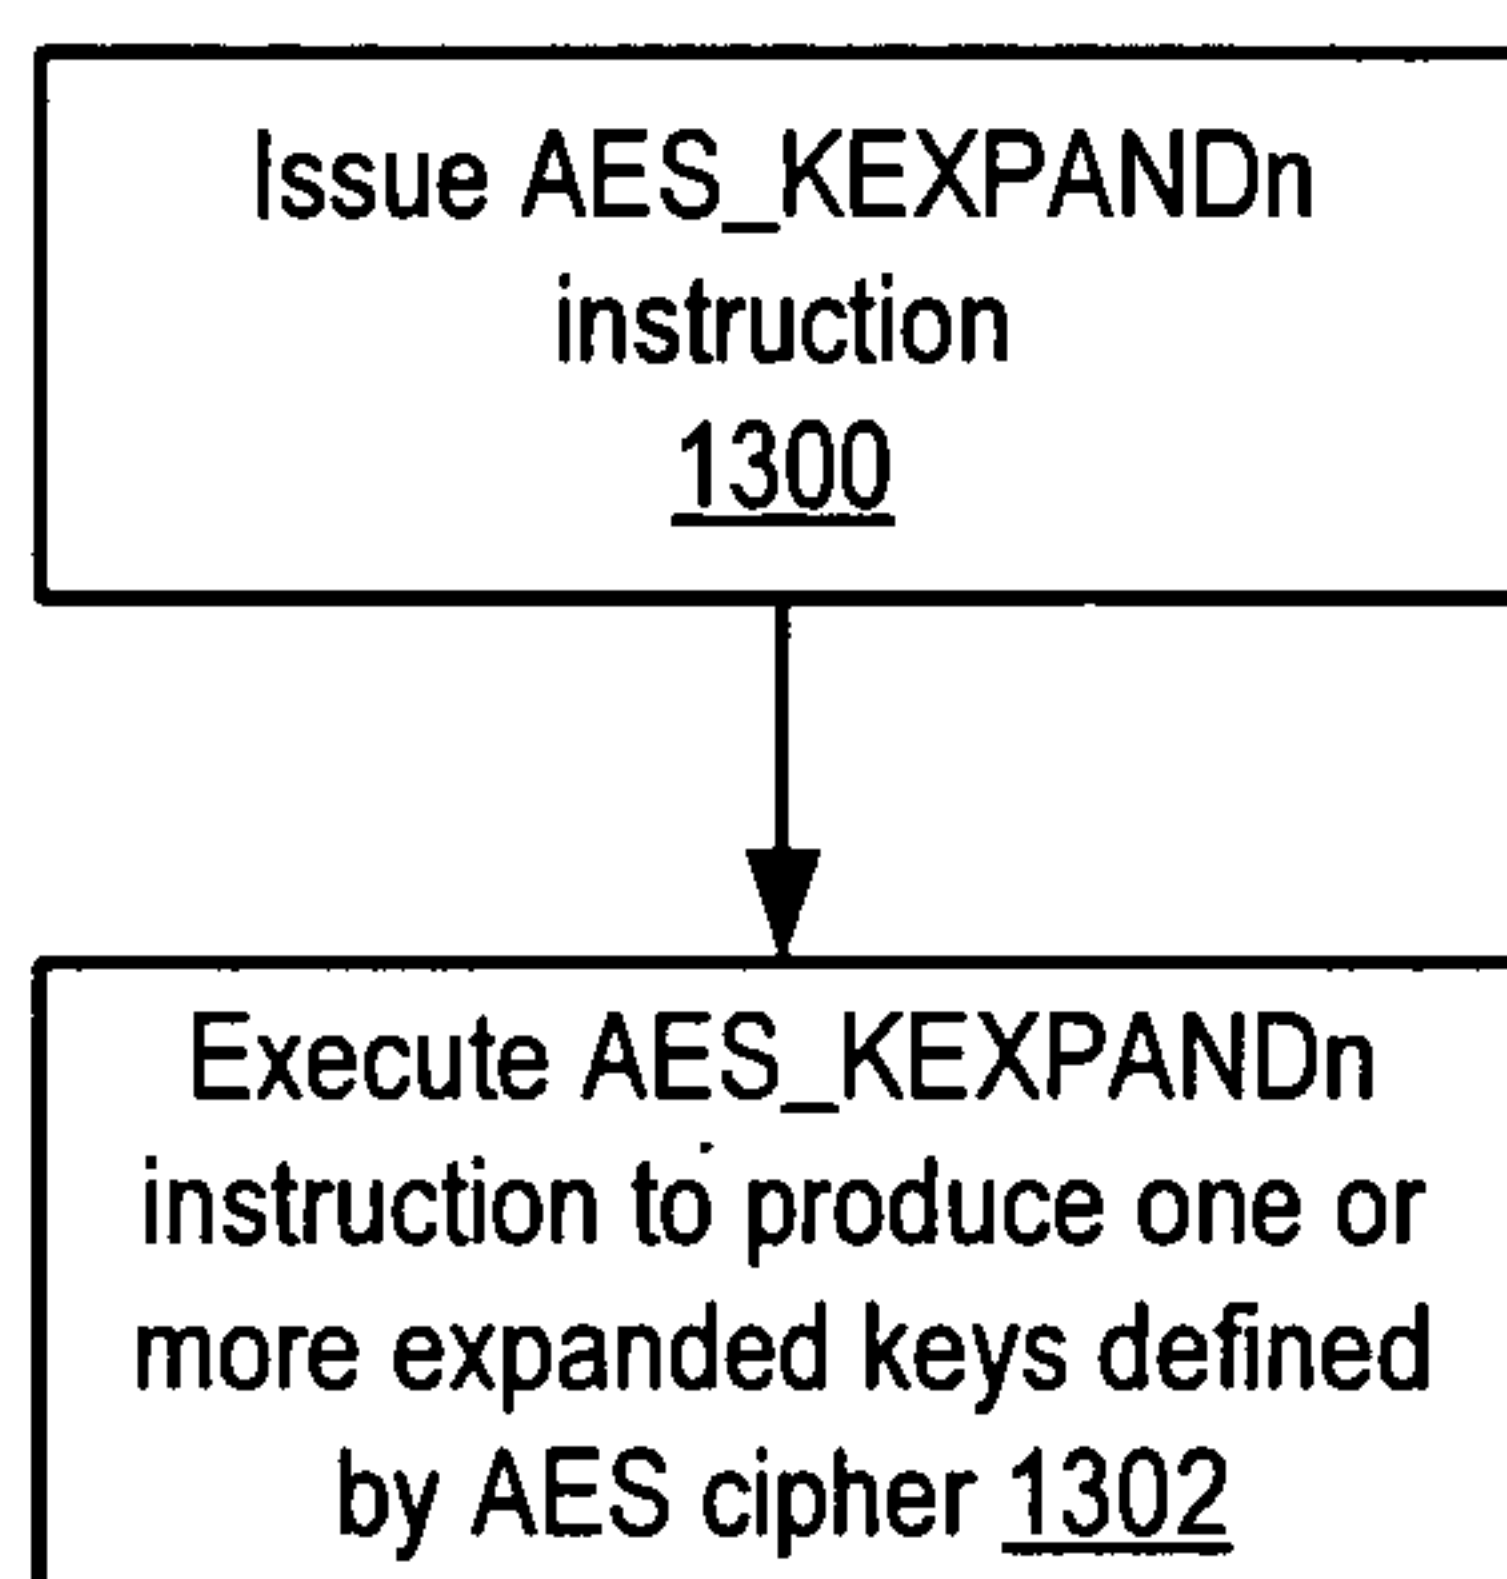 Issue AES_KEXPANDn
instruction
1300
Execute AES_KEXPANDn
instruction to produce one or
more expanded keys defined
by AES cipher 1302